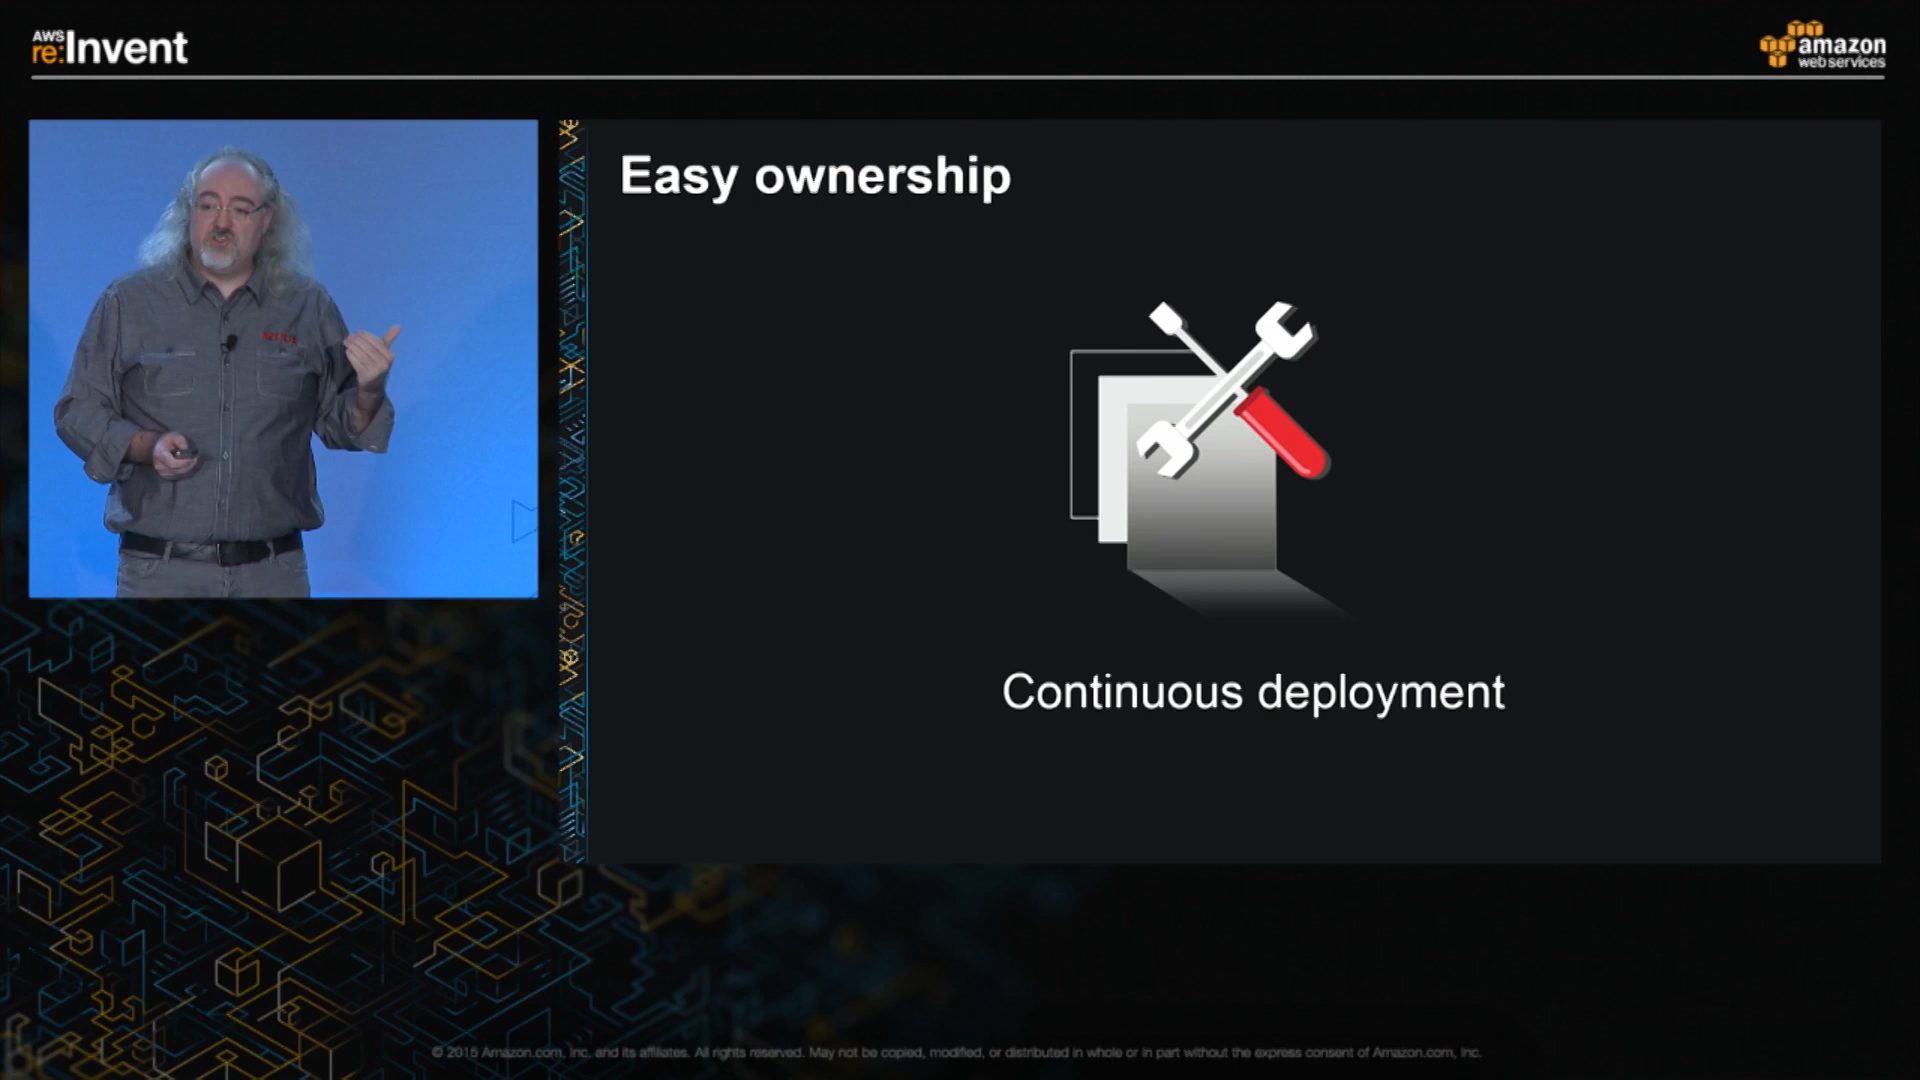 AWS
re:Invent
amazon
web services
Easy ownership
Continuous deployment
© 2015 Amazon.com, Inc. and its affiliates. All rights reserved. May not be copied, modified, or distributed in whole or in part without the express consent of Amazon.com, Inc.